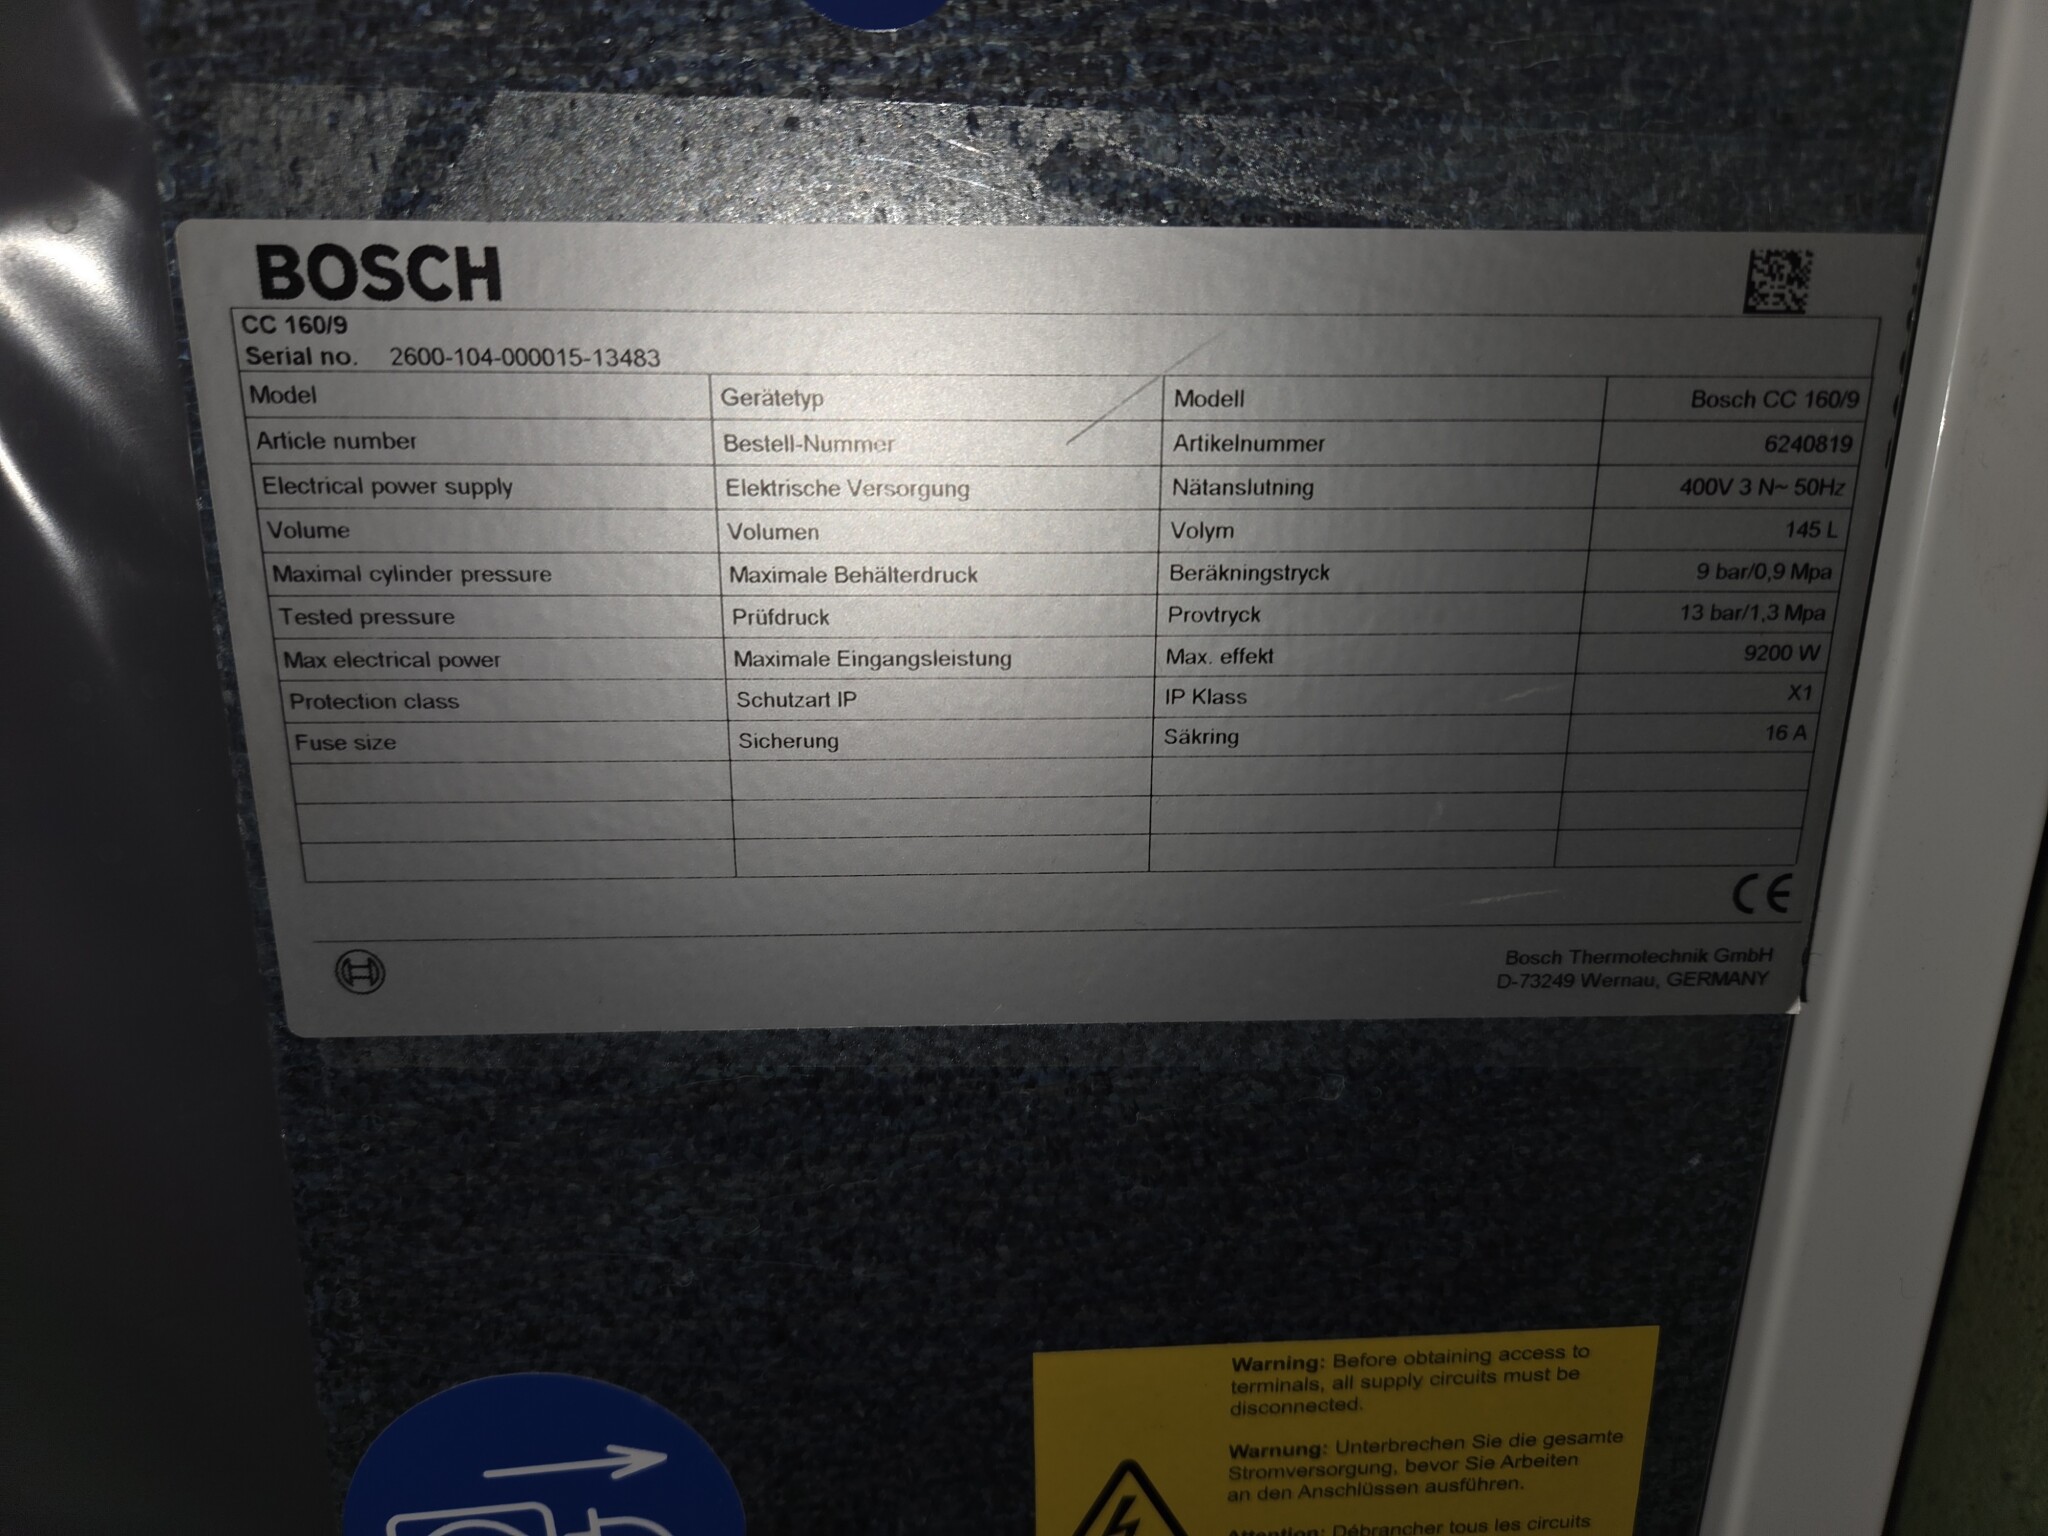 BOSCH
CC 160/9
Serial no. 2600-104-000015-13483
Model Gerätetyp Modell Bosch CC 160/9
Article number Bestell-Nummer Artikelnummer 6240819
Electrical power supply Elektrische Versorgung Nätanslutning 400V 3 N~ 50Hz
Volume Volumen Volym 145 L
Maximal cylinder pressure Maximale Behälterdruck Beräkningstryck 9 bar/0,9 Mpa
Tested pressure Prüfdruck Provtryck 13 bar/1,3 Mpa
Max electrical power Maximale Eingangsleistung Max. effekt 9200 W
Protection class Schutzart IP IP Klass X1
Fuse size Sicherung Säkring 16 A
CE
Bosch Thermotechnik GmbH
D-73249 Wernau, GERMANY
Warning: Before obtaining access to
terminals, all supply circuits must be
disconnected.
Warnung: Unterbrechen Sie die gesamte
Stromversorgung, bevor Sie Arbeiten
an den Anschlüssen ausführen.
Attention: Débrancher tous les circuits